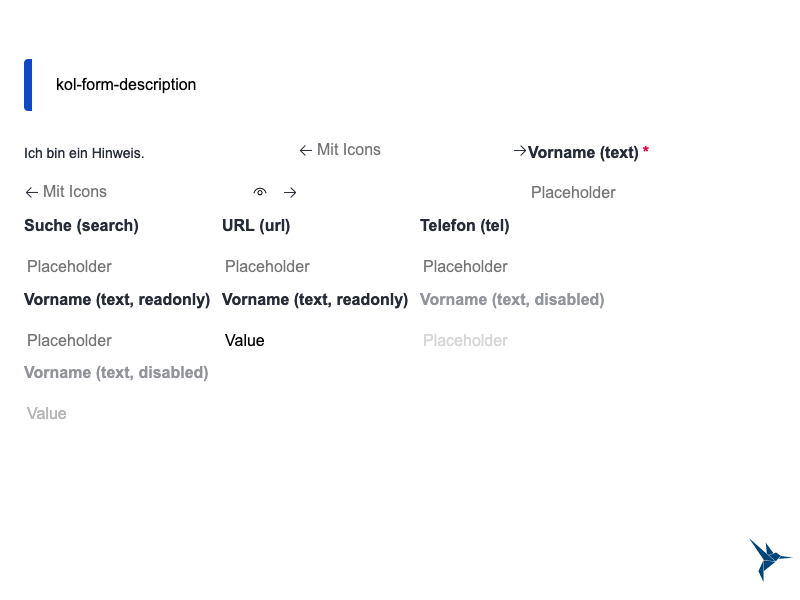 kol-form-description
Ich bin ein Hinweis.
Mit Icons
Vorname (text) *
Mit Icons
Placeholder
Suche (search)
URL (url)
Telefon (tel)
Placeholder
Placeholder
Placeholder
Vorname (text, readonly)
Vorname (text, readonly)
Vorname (text, disabled)
Placeholder
Value
Placeholder
Vorname (text, disabled)
Value